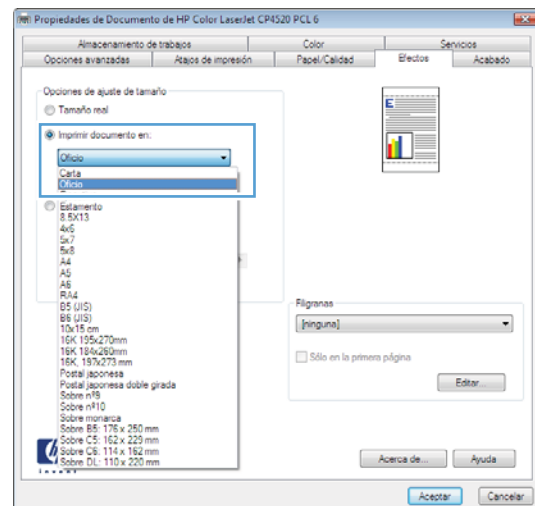 Propiedades de Documento de HP Color LaserJet CP4520 PCL 6
Almacenamiento de trabajos
Color
Servicios
Opciones avanzadas
Atajos de impresión
Papel/Calidad
Efectos
Acabado
Opciones de ajuste de tamaño
Tamaño real
Imprimir documento en:
Oficio
Carta
Oficio
Estamento
8.5X13
4x6
5x7
5x8
A4
A5
A6
RA4
B5 (JIS)
B6 (JIS)
10x15 cm
16K 195x270mm
16K 184x260mm
16K, 197x273 mm
Postal japonesa
Postal japonesa doble girada
Sobre nº9
Sobre nº10
Sobre monarca
Sobre B5: 176 x 250 mm
Sobre C5: 162 x 229 mm
Sobre C6: 114 x 162 mm
Sobre DL: 110 x 220 mm
E
Filigranas
[ninguna]
Sólo en la primera página
Editar...
Acerca de...
Ayuda
Aceptar
Cancelar